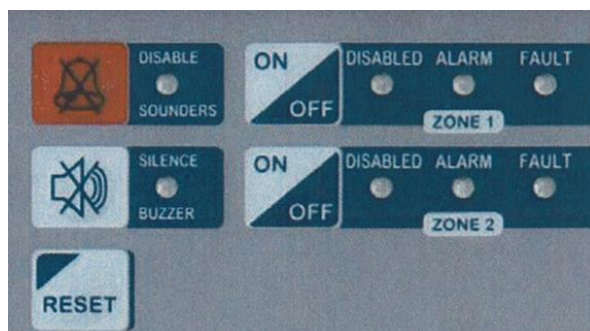 DISABLE
SOUNDERS
ON
OFF
DISABLED ALARM FAULT
ZONE 1
SILENCE
BUZZER
ON
OFF
DISABLED ALARM FAULT
ZONE 2
RESET